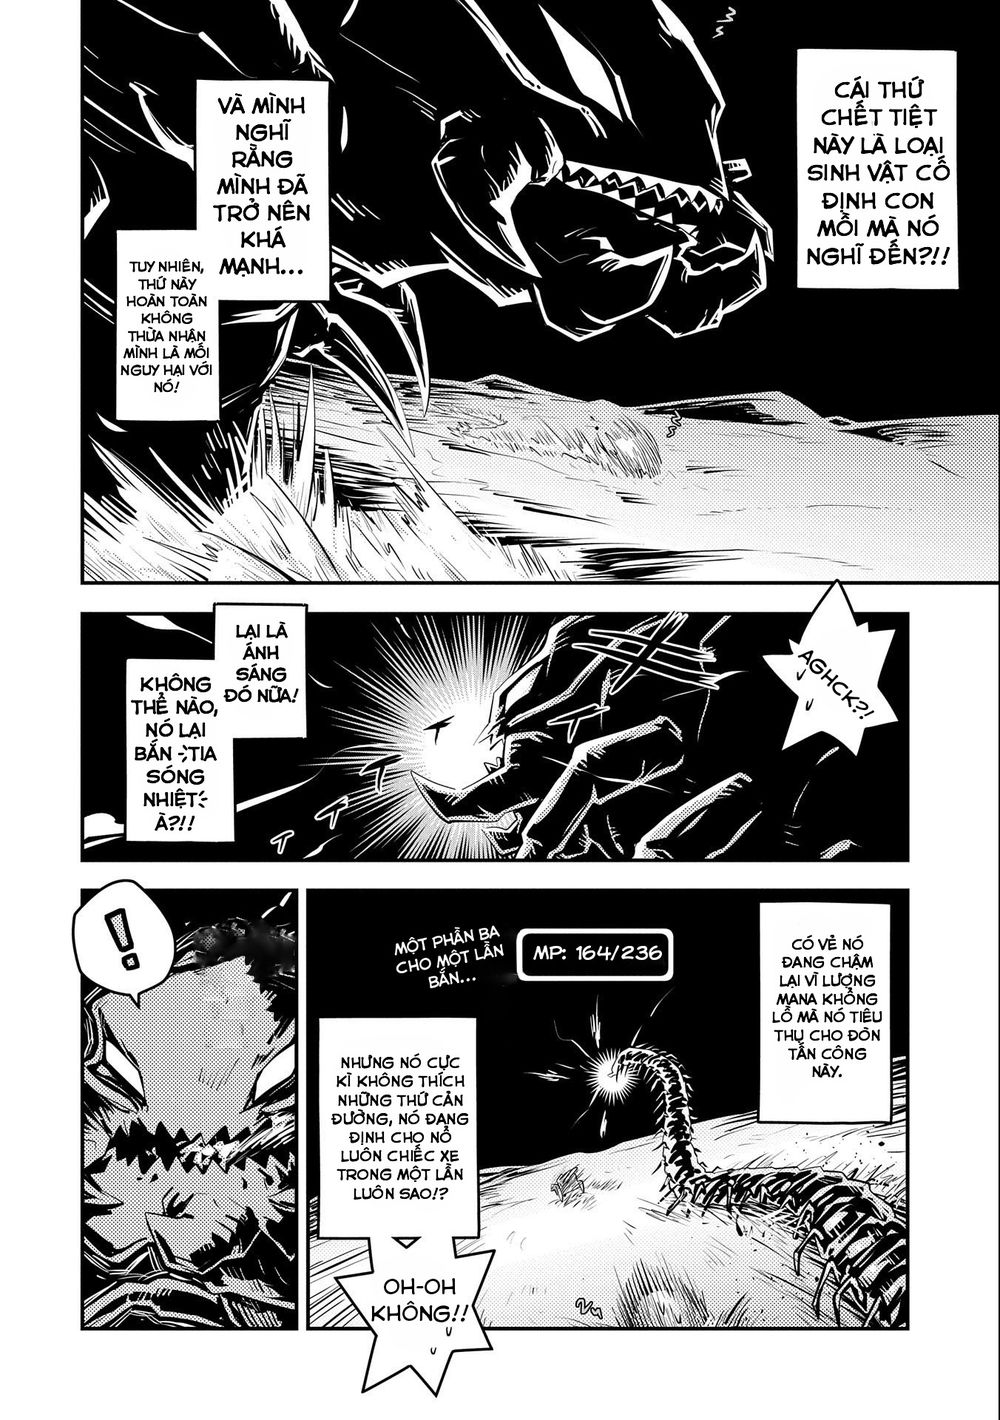 CÁI THỨ
CHẾT TIỆT
NÀY LÀ LOẠI
SINH VẬT CỐ
ĐỊNH CON
MỒI MÀ NÓ
NGHĨ ĐẾN?!!
VÀ MÌNH
NGHĨ
RẰNG
MÌNH ĐÃ
TRỞ NÊN
KHÁ
MẠNH...
TUY NHIÊN,
THỨ NÀY
HOÀN TOÀN
KHÔNG
THỪA NHẬN
MÌNH LÀ MỐI
NGUY HẠI VỚI
NÓ!
AGHCK?!
LẠI LÀ
ÁNH
SÁNG
ĐÓ NỮA!
KHÔNG
THỂ NÀO,
NÓ LẠI
BẮN TIA
SÓNG
NHIỆT
À?!!
CÓ VẺ NÓ
ĐANG CHẬM
LẠI VÌ LƯỢNG
MANA KHỔNG
LỒ MÀ NÓ TIÊU
THỤ CHO ĐÒN
TẤN CÔNG
NÀY.
MP: 164/236
MỘT PHẦN BA
CHO MỘT LẦN
BẮN...
NHƯNG NÓ CỰC
KÌ KHÔNG THÍCH
NHỮNG THỨ CẢN
ĐƯỜNG, NÓ ĐANG
ĐỊNH CHO NỔ
LUÔN CHIẾC XE
TRONG MỘT LẦN
LUÔN SAO!?
OH-OH
KHÔNG!!
!